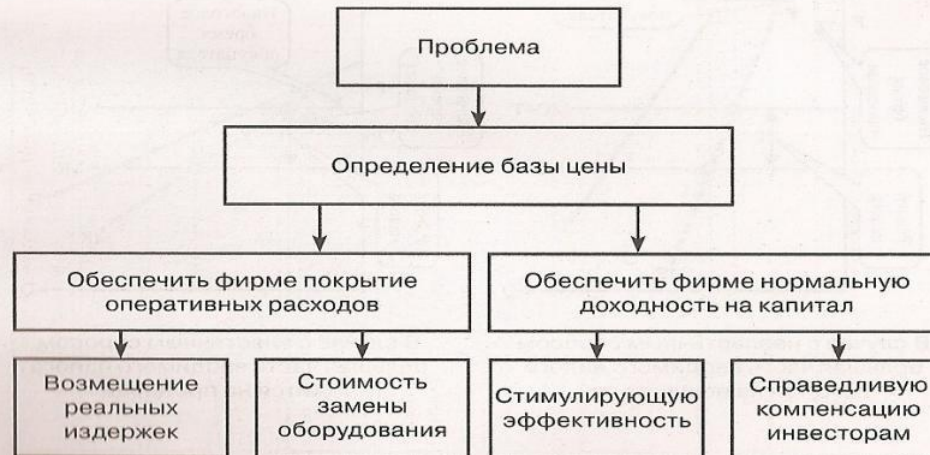 Проблема
Определение базы цены
Обеспечить фирме покрытие
оперативных расходов
Обеспечить фирме нормальную
доходность на капитал
Возмещение
реальных
издержек
Стоимость
замены
оборудования
Стимулирующую
эффективность
Справедливую
компенсацию
инвесторам